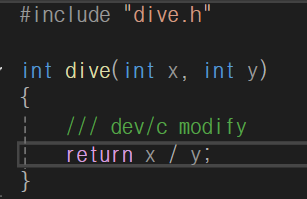 #include "dive.h"
int dive(int x, int y)
{
/// dev/c modify
return x / y;
}